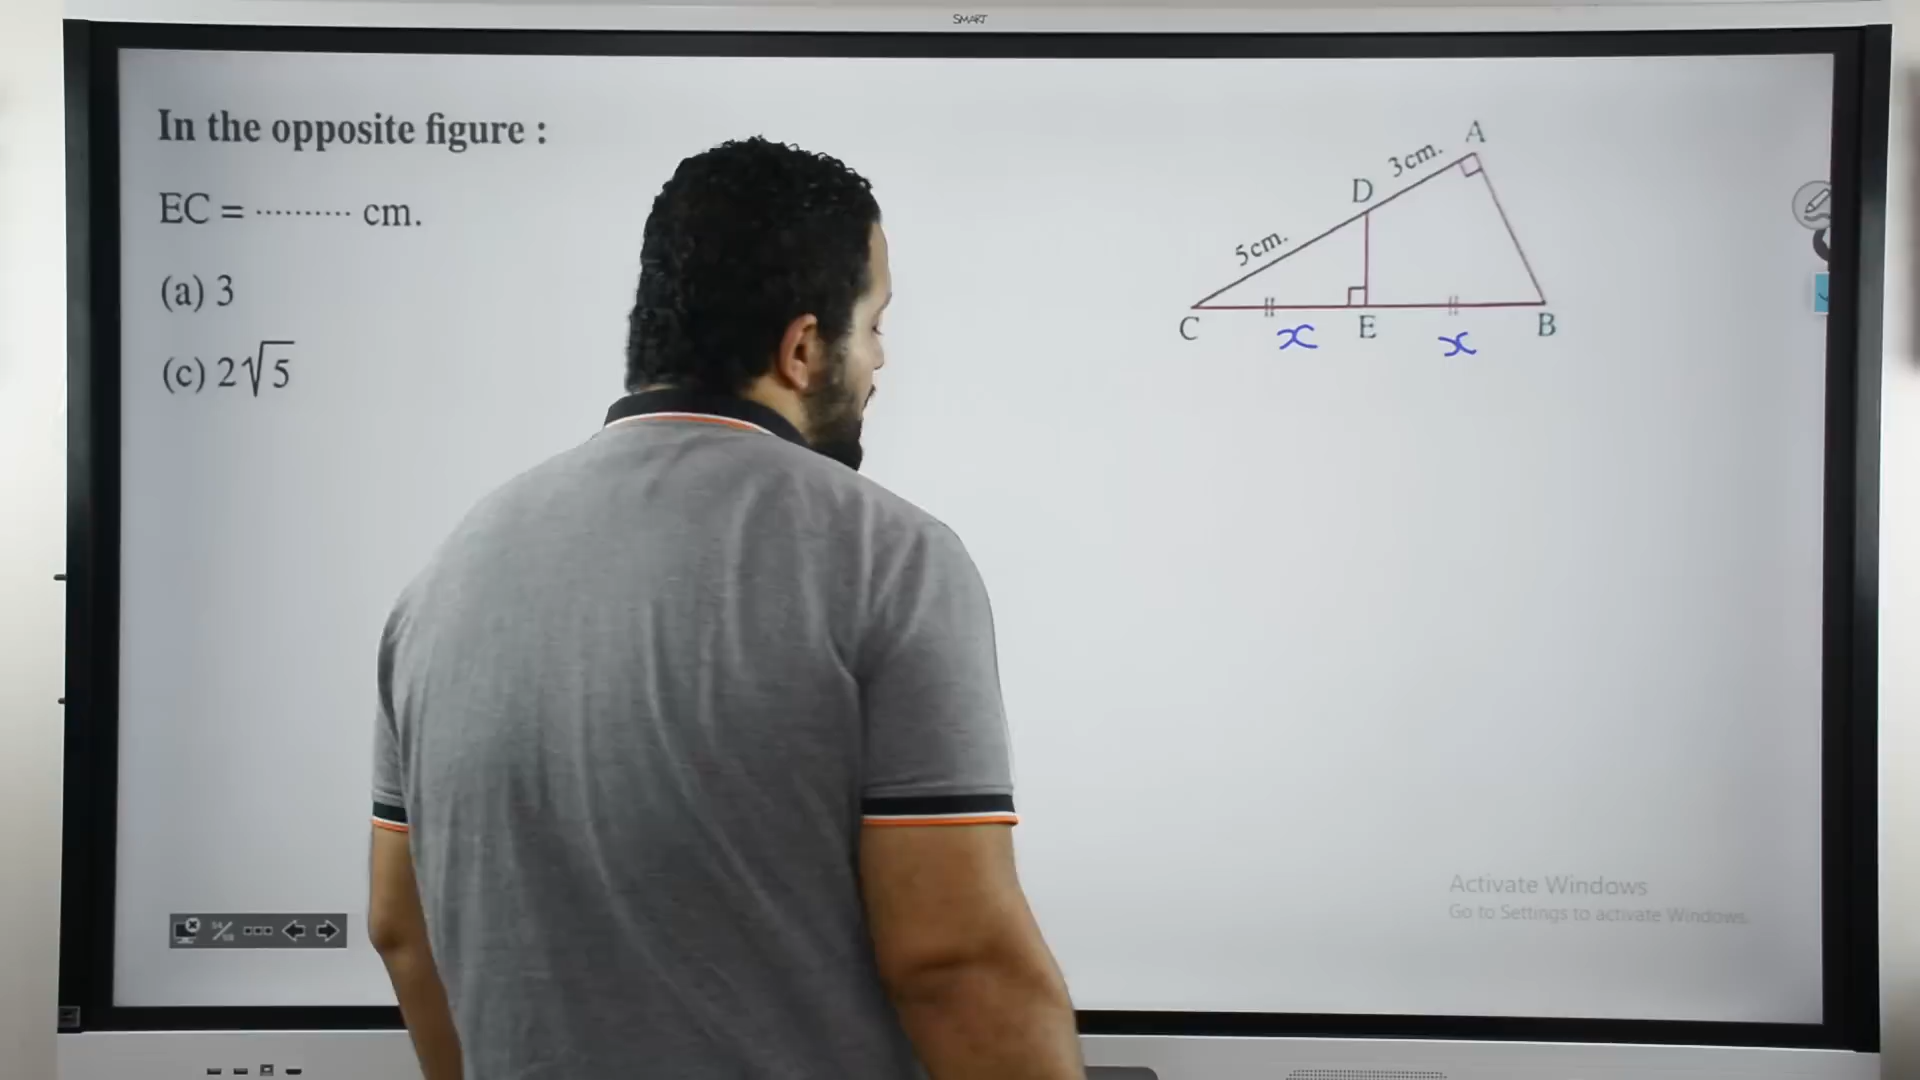 SMART
In the opposite figure :
EC = .......... cm.
(a) 3
(c) 2√5
A
3cm.
D
5cm.
C
x
E
x
B
Activate Windows
Go to Settings to activate Windows.